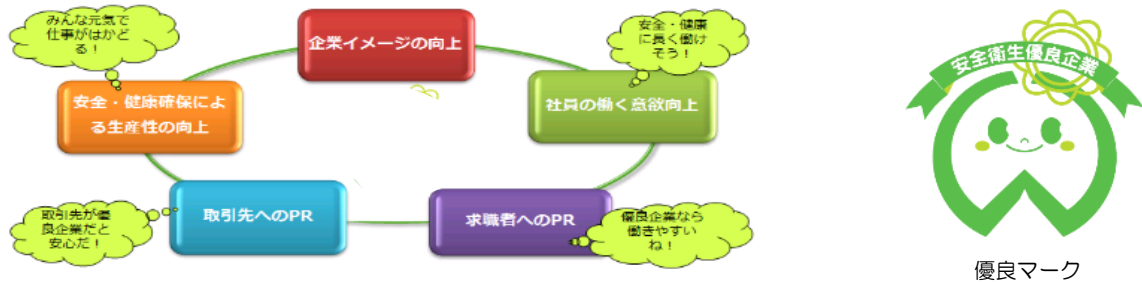 みんな元気で
仕事がはかど
る！
企業イメージの向上
安全・健康
に長く働け
そう！
安全・健康確保によ
る生産性の向上
社員の働く意欲向上
取引先が優
良企業だと
安心だ！
取引先へのPR
求職者へのPR
優良企業なら
働きやすい
ね！
安全衛生優良企業
優良マーク